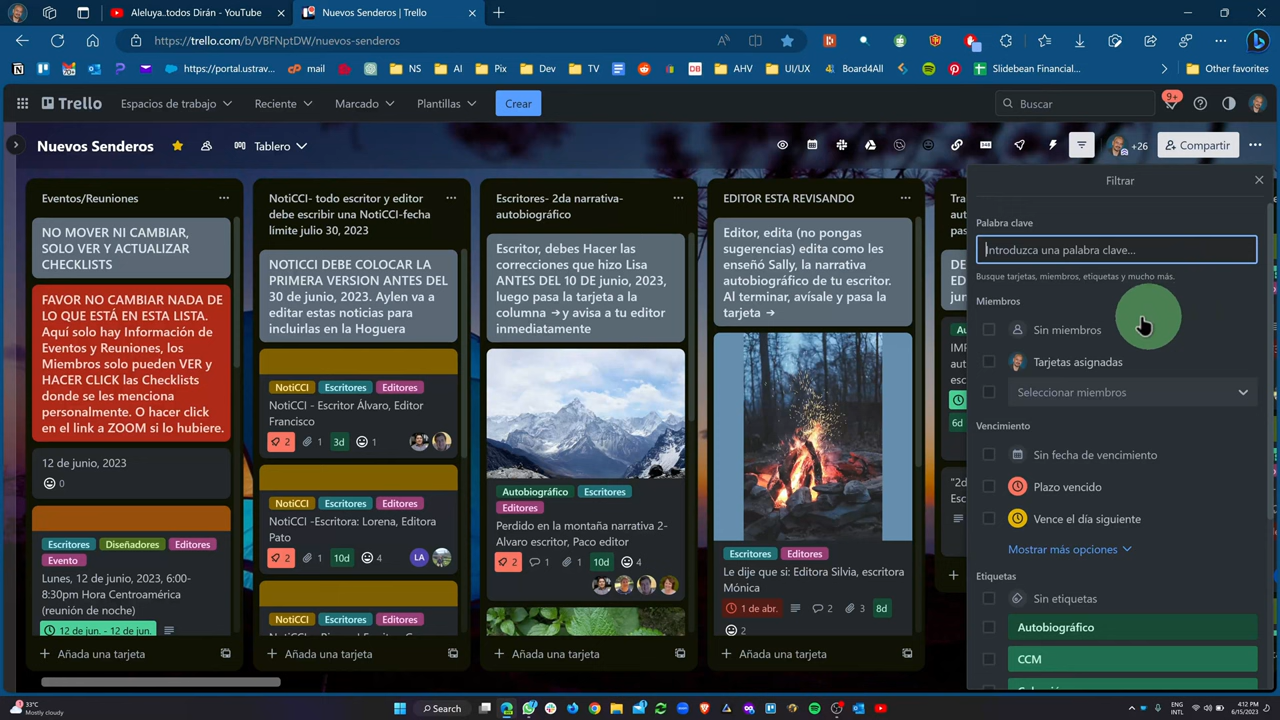 Aleluya..todos Dirán - YouTube
Nuevos Senderos | Trello
https://trello.com/b/VBFNptDW/nuevos-senderos
https://portal.ustrav...
mail
NS
AI
Pix
Dev
TV
AHV
UI/UX
Board4All
Slidebean Financial...
Other favorites
Trello
Espacios de trabajo
Reciente
Marcado
Plantillas
Crear
Buscar
9+
Nuevos Senderos
Tablero
+26
Compartir
Eventos/Reuniones
NO MOVER NI CAMBIAR,
SOLO VER Y ACTUALIZAR
CHECKLISTS
FAVOR NO CAMBIAR NADA DE
LO QUE ESTÁ EN ESTA LISTA.
Aquí solo hay Información de
Eventos y Reuniones, los
Miembros solo pueden VER y
HACER CLICK las Checklists
donde se les menciona
personalmente. O hacer click
en el link a ZOOM si lo hubiere.
12 de junio, 2023
0
Escritores Diseñadores Editores
Evento
Lunes, 12 de junio, 2023, 6:00-
8:30pm Hora Centroamérica
(reunión de noche)
12 de jun. - 12 de jun.
Añada una tarjeta
NotiCCI- todo escritor y editor
debe escribir una NotiCCI-fecha
límite julio 30, 2023
NOTICCI DEBE COLOCAR LA
PRIMERA VERSION ANTES DEL
30 de junio, 2023. Aylen va a
editar estas noticias para
incluirlas en la Hoguera
NotiCCI Escritores Editores
NotiCCI - Escritor Álvaro, Editor
Francisco
2 1 3d 1
NotiCCI Escritores Editores
NotiCCI -Escritora: Lorena, Editora
Pato
2 1 10d 4 LA
NotiCCI Escritores Editores
Añada una tarjeta
Escritores- 2da narrativa-
autobiográfico
Escritor, debes Hacer las
correcciones que hizo Lisa
ANTES DEL 10 DE junio, 2023,
luego pasa la tarjeta a la
columna → y avisa a tu editor
inmediatamente
Autobiográfico Escritores
Editores
Perdido en la montaña narrativa 2-
Alvaro escritor, Paco editor
2 1 1 10d 4
Añada una tarjeta
EDITOR ESTA REVISANDO
Editor, edita (no pongas
sugerencias) edita como les
enseñó Sally, la narrativa
autobiográfico de tu escritor.
Al terminar, avísale y pasa la
tarjeta →
Escritores Editores
Le dije que si: Editora Silvia, escritora
Mónica
1 de abr. 2 3 8d
2
Añada una tarjeta
Filtrar
Palabra clave
Introduzca una palabra clave...
Busque tarjetas, miembros, etiquetas y mucho más.
Miembros
Sin miembros
Tarjetas asignadas
Seleccionar miembros
Vencimiento
Sin fecha de vencimiento
Plazo vencido
Vence el día siguiente
Mostrar más opciones
Etiquetas
Sin etiquetas
Autobiográfico
CCM
33°C
Mostly cloudy
Search
ENG
INTL
4:12 PM
6/15/2023